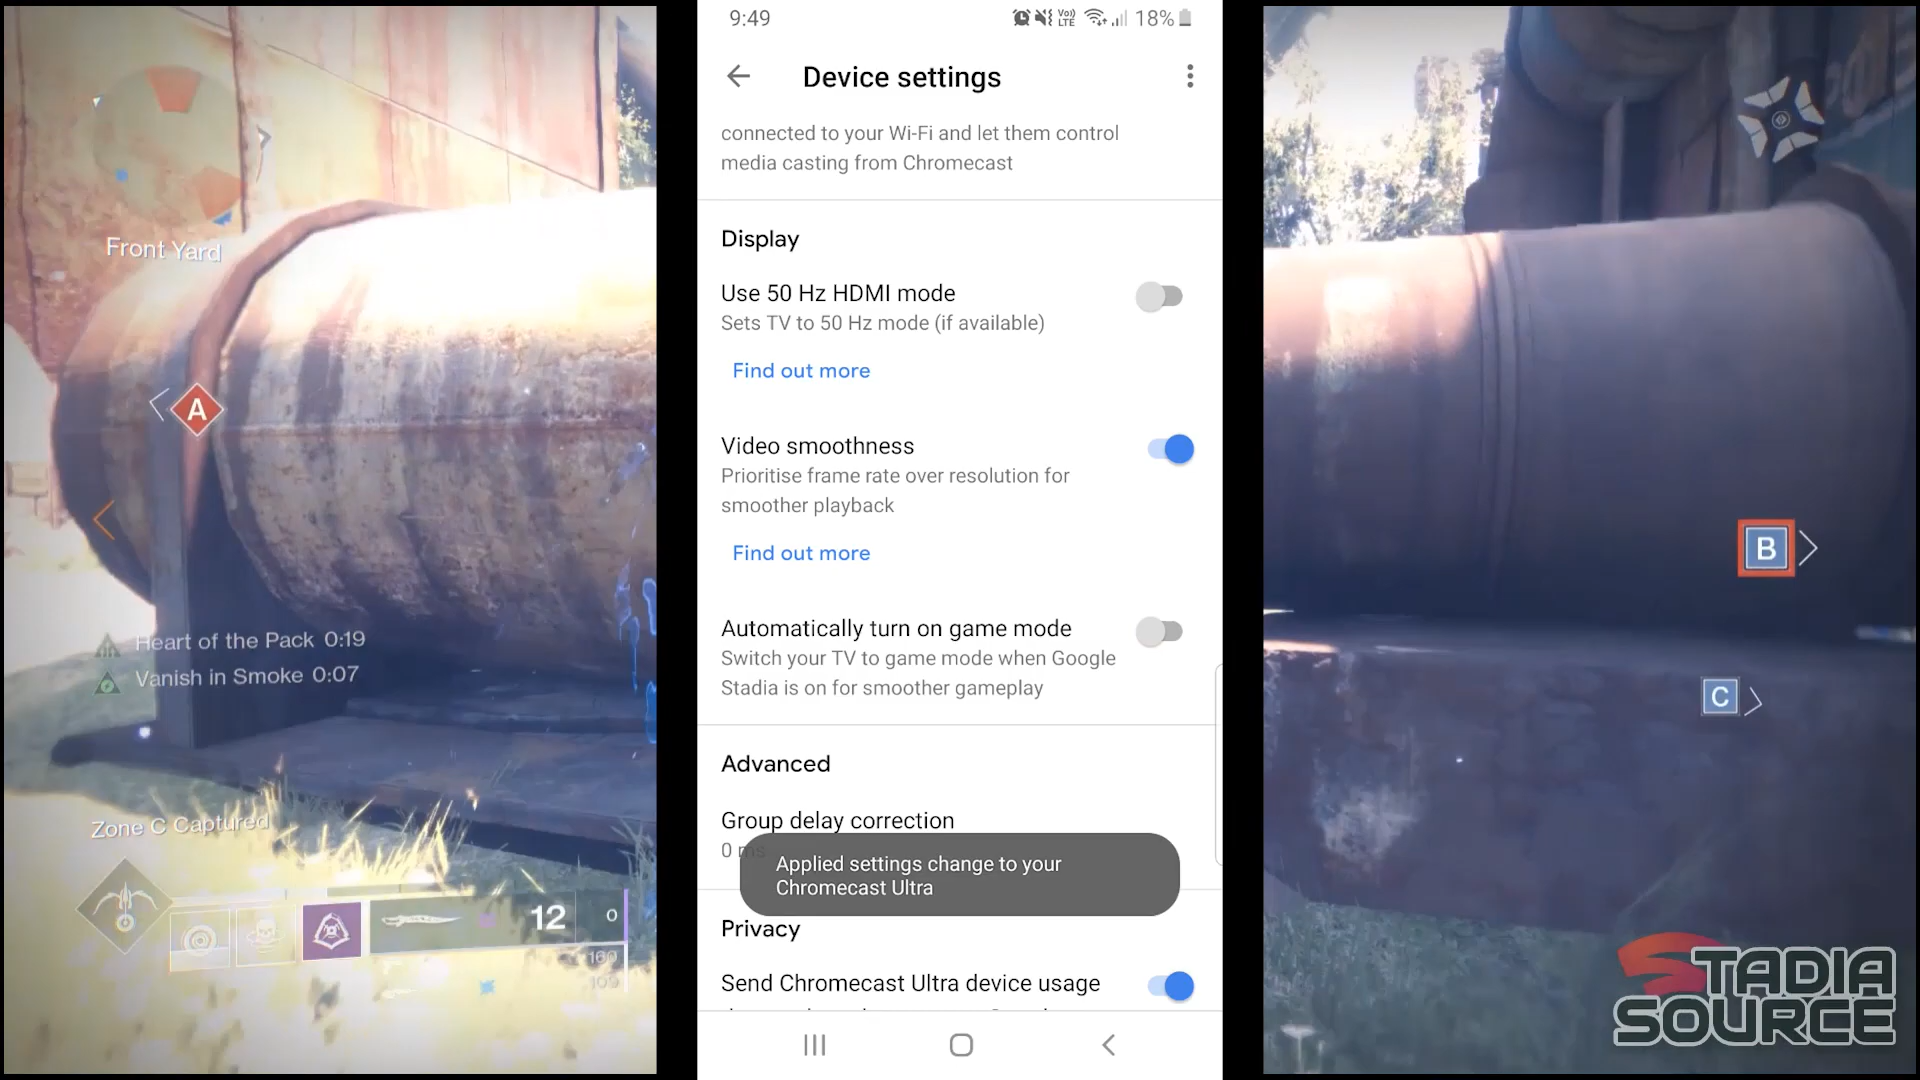 Front Yard
A
Heart of the Pack 0:19
Vanish in Smoke 0:07
Zone C Captured
12
0
160
109
9:49
Vo)
LTE
18%
Device settings
connected to your Wi-Fi and let them control
media casting from Chromecast
Display
Use 50 Hz HDMI mode
Sets TV to 50 Hz mode (if available)
Find out more
Video smoothness
Prioritise frame rate over resolution for
smoother playback
Find out more
Automatically turn on game mode
Switch your TV to game mode when Google
Stadia is on for smoother gameplay
Advanced
Group delay correction
0 ms
Applied settings change to your
Chromecast Ultra
Privacy
Send Chromecast Ultra device usage
B
C
STADIA
SOURCE